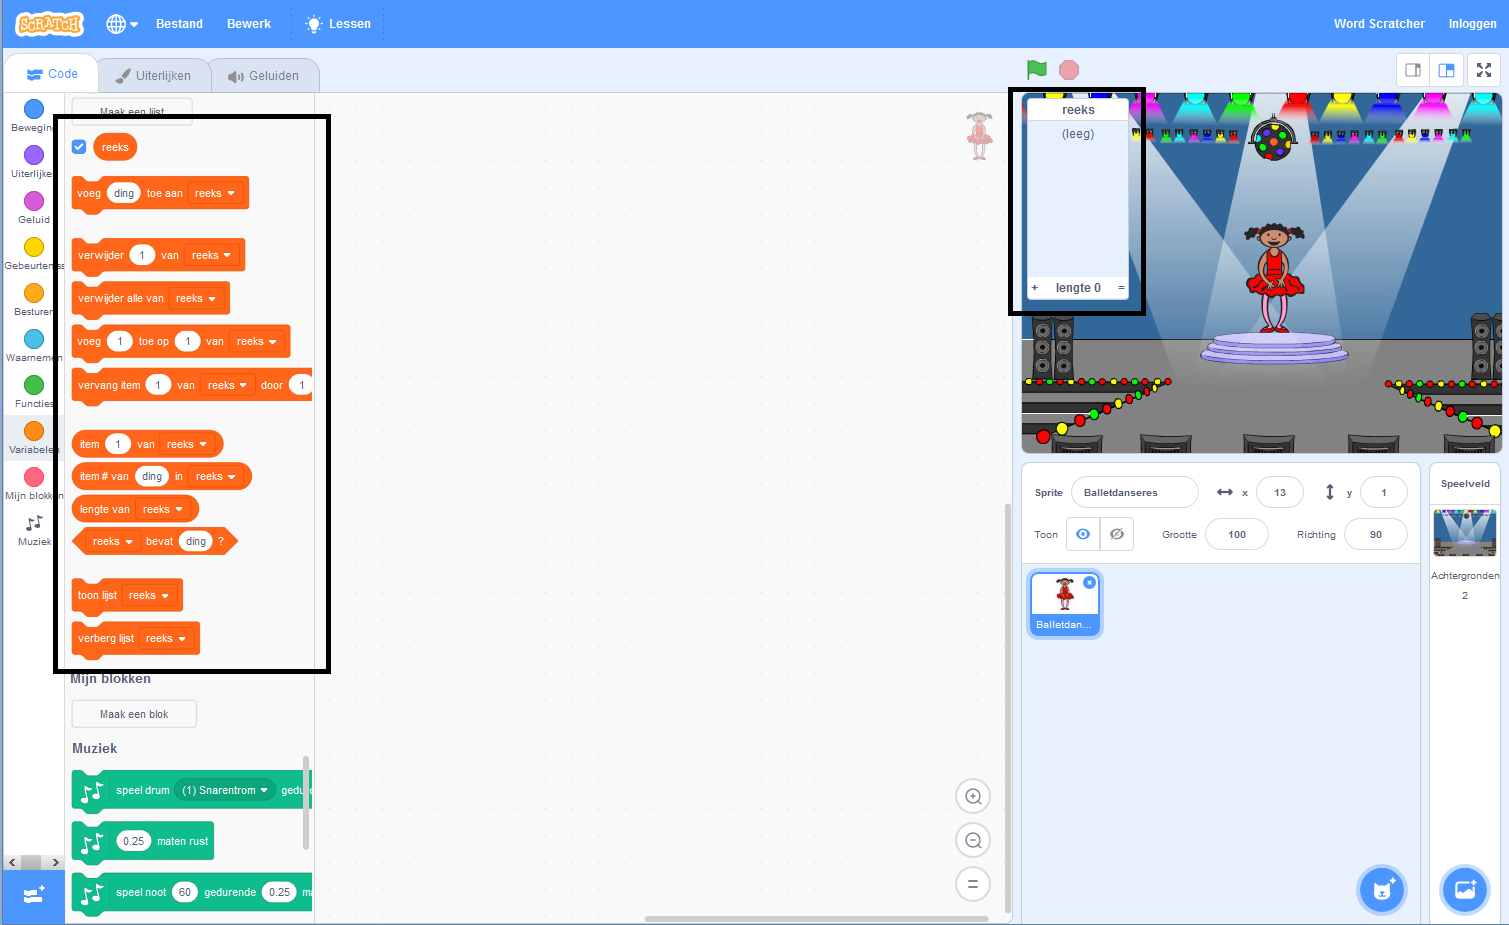 SCRATCH Bestand Bewerk Lessen Word Scratcher Inloggen
Code Uiterlijken Geluiden
Beweging
Uiterlijken
Geluid
Gebeurtenis
Besturen
Waarnemen
Functies
Variabelen
Mijn blokken
Muziek
Maak een lijst
reeks
voeg ding toe aan reeks
verwijder 1 van reeks
verwijder alle van reeks
voeg 1 toe op 1 van reeks
vervang item 1 van reeks door 1
item 1 van reeks
item # van ding in reeks
lengte van reeks
reeks bevat ding ?
toon lijst reeks
verberg lijst reeks
Mijn blokken
Maak een blok
Muziek
speel drum (1) Snarentrom gedu
0.25 maten rust
speel noot 60 gedurende 0.25 m
reeks
(leeg)
+ lengte 0 =
Sprite Balletdanseres x 13 y 1
Toon Grootte 100 Richting 90
Balletdan...
Speelveld
Achtergronden
2